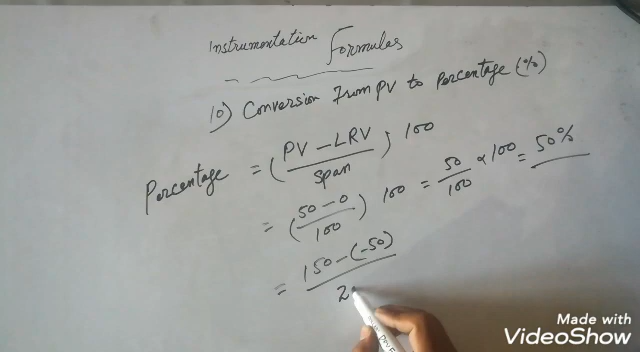 Instrumentation Formulas
10) Conversion From PV to Percentage (%)
Percentage = (PV - LRV / Span) 100
= (50 - 0 / 100) 100 = 50 / 100 × 100 = 50%
= 150 - (-50) / 2
Made with
VideoShow